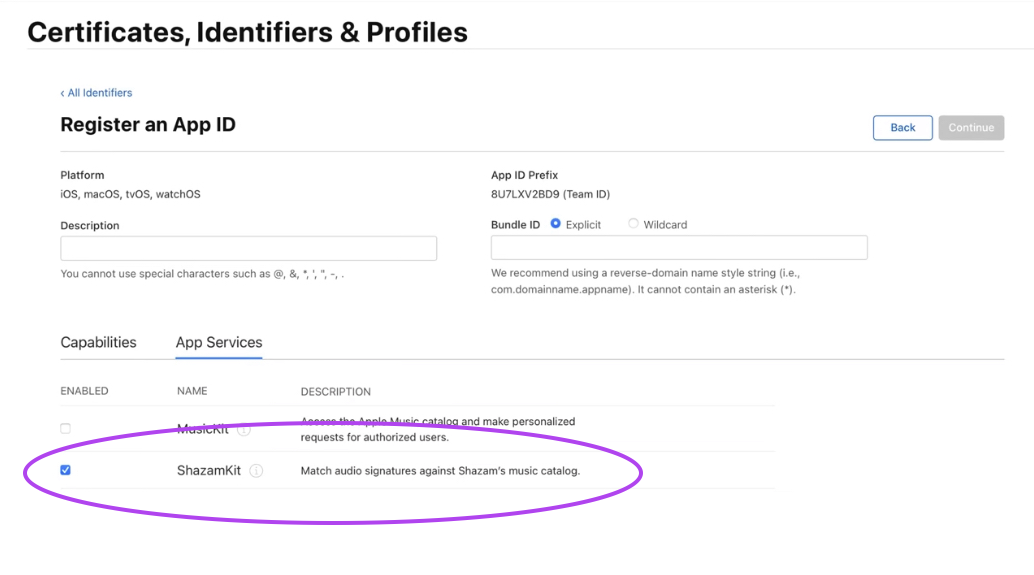 Certificates, Identifiers & Profiles
‹ All Identifiers
Register an App ID
Back
Continue
Platform
iOS, macOS, tvOS, watchOS
App ID Prefix
8U7LXV2BD9 (Team ID)
Description
You cannot use special characters such as @, &, *, ', ", -, .
Bundle ID Explicit Wildcard
We recommend using a reverse-domain name style string (i.e.,
com.domainname.appname). It cannot contain an asterisk (*).
Capabilities App Services
ENABLED NAME DESCRIPTION
MusicKit Access the Apple Music catalog and make personalized
requests for authorized users.
ShazamKit Match audio signatures against Shazam's music catalog.